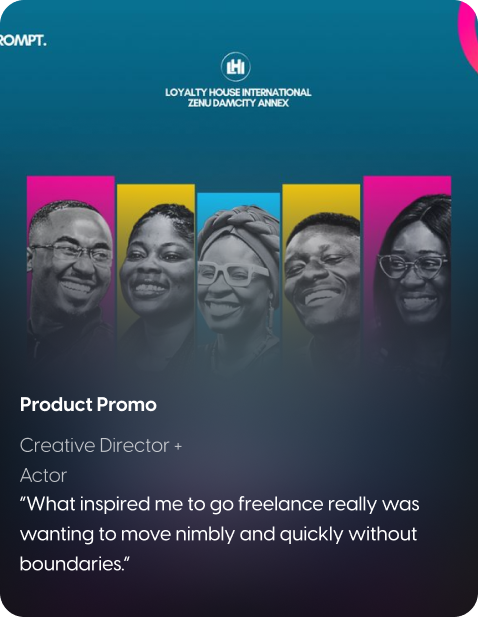 ROMPT.
LHI
LOYALTY HOUSE INTERNATIONAL
ZENU DAMCITY ANNEX
Product Promo
Creative Director +
Actor
“What inspired me to go freelance really was
wanting to move nimbly and quickly without
boundaries.”